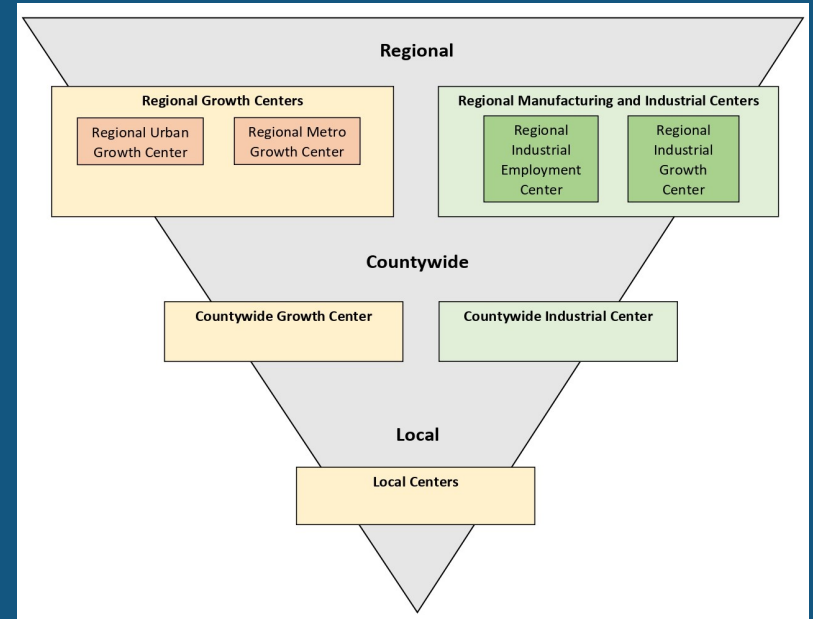 Regional
Regional Growth Centers
Regional Urban
Growth Center
Regional Metro
Growth Center
Regional Manufacturing and Industrial Centers
Regional
Industrial
Employment
Center
Regional
Industrial
Growth
Center
Countywide
Countywide Growth Center
Countywide Industrial Center
Local
Local Centers